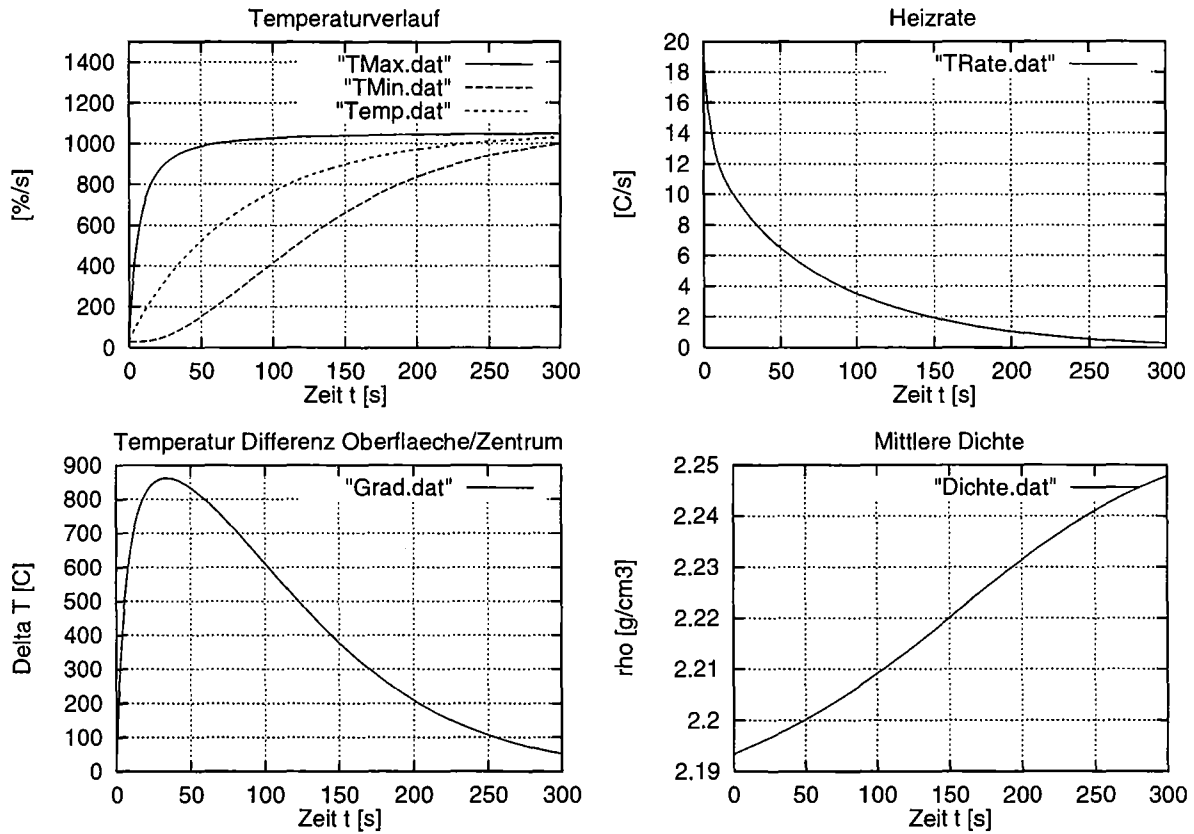 Temperaturverlauf
1400
1200
1000
800
600
400
200
0
[%/s]
"TMax.dat"
"TMin.dat"
"Temp.dat"
0 50 100 150 200 250 300
Zeit t [s]
Heizrate
20
18
16
14
12
10
8
6
4
2
0
[C/s]
"TRate.dat"
0 50 100 150 200 250 300
Zeit t [s]
Temperatur Differenz Oberflaeche/Zentrum
900
800
700
600
500
400
300
200
100
0
Delta T [C]
"Grad.dat"
0 50 100 150 200 250 300
Zeit t [s]
Mittlere Dichte
2.25
2.24
2.23
2.22
2.21
2.2
2.19
rho [g/cm3]
"Dichte.dat"
0 50 100 150 200 250 300
Zeit t [s]